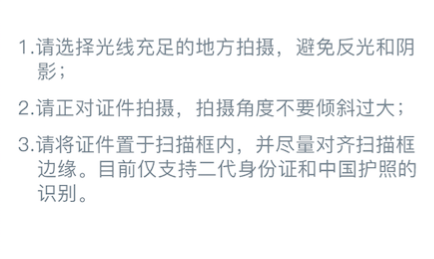 1.请选择光线充足的地方拍摄，避免反光和阴
影；
2.请正对证件拍摄，拍摄角度不要倾斜过大；
3.请将证件置于扫描框内，并尽量对齐扫描框
边缘。目前仅支持二代身份证和中国护照的
识别。